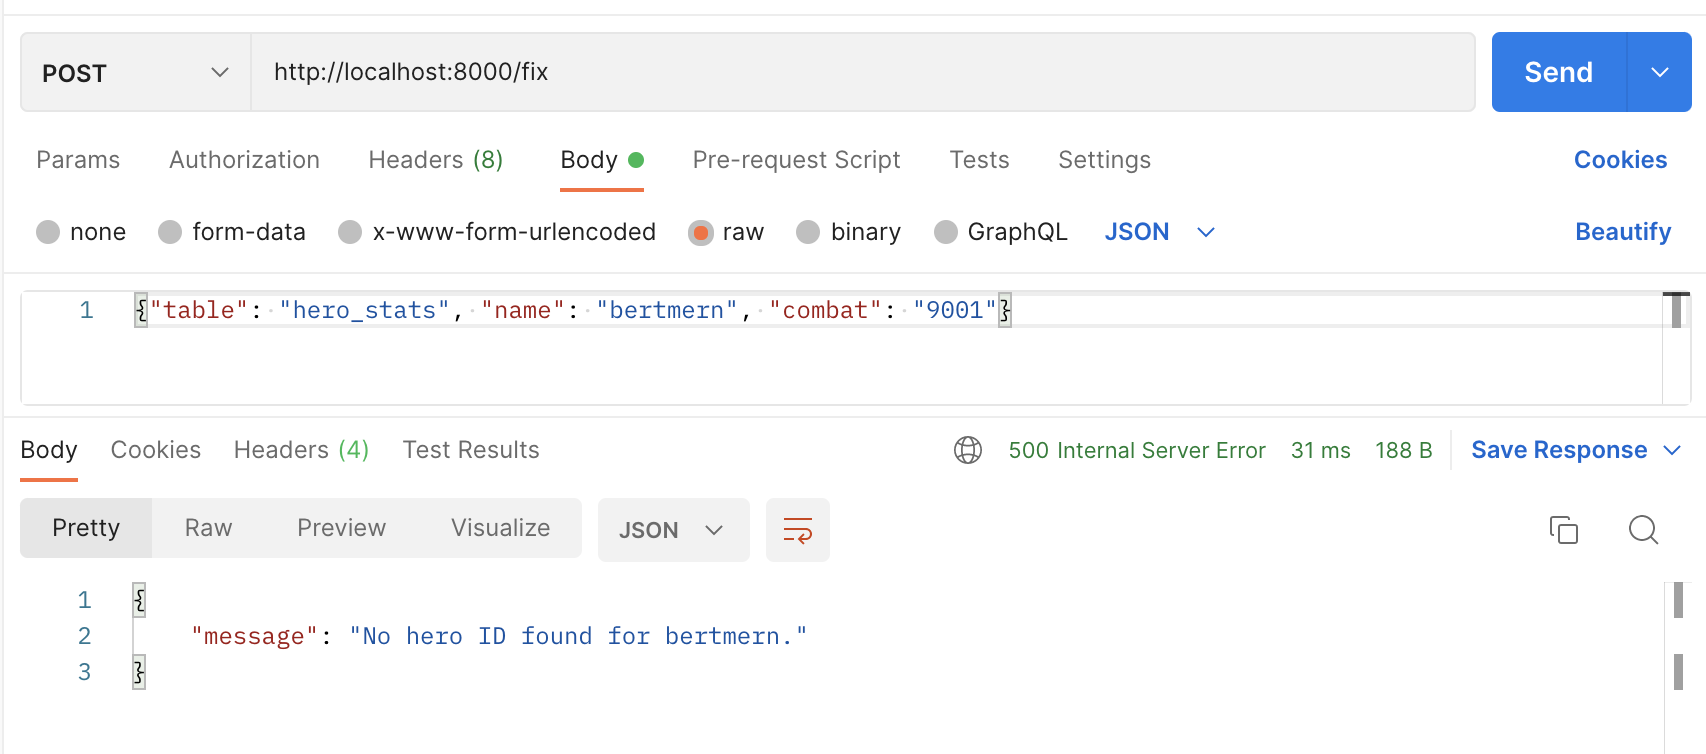 POST http://localhost:8000/fix Send
Params Authorization Headers (8) Body Pre-request Script Tests Settings Cookies
none form-data x-www-form-urlencoded raw binary GraphQL JSON Beautify
1 {"table": "hero_stats", "name": "bertmern", "combat": "9001"}
Body Cookies Headers (4) Test Results 500 Internal Server Error 31 ms 188 B Save Response
Pretty Raw Preview Visualize JSON
1 {
2 "message": "No hero ID found for bertmern."
3 }